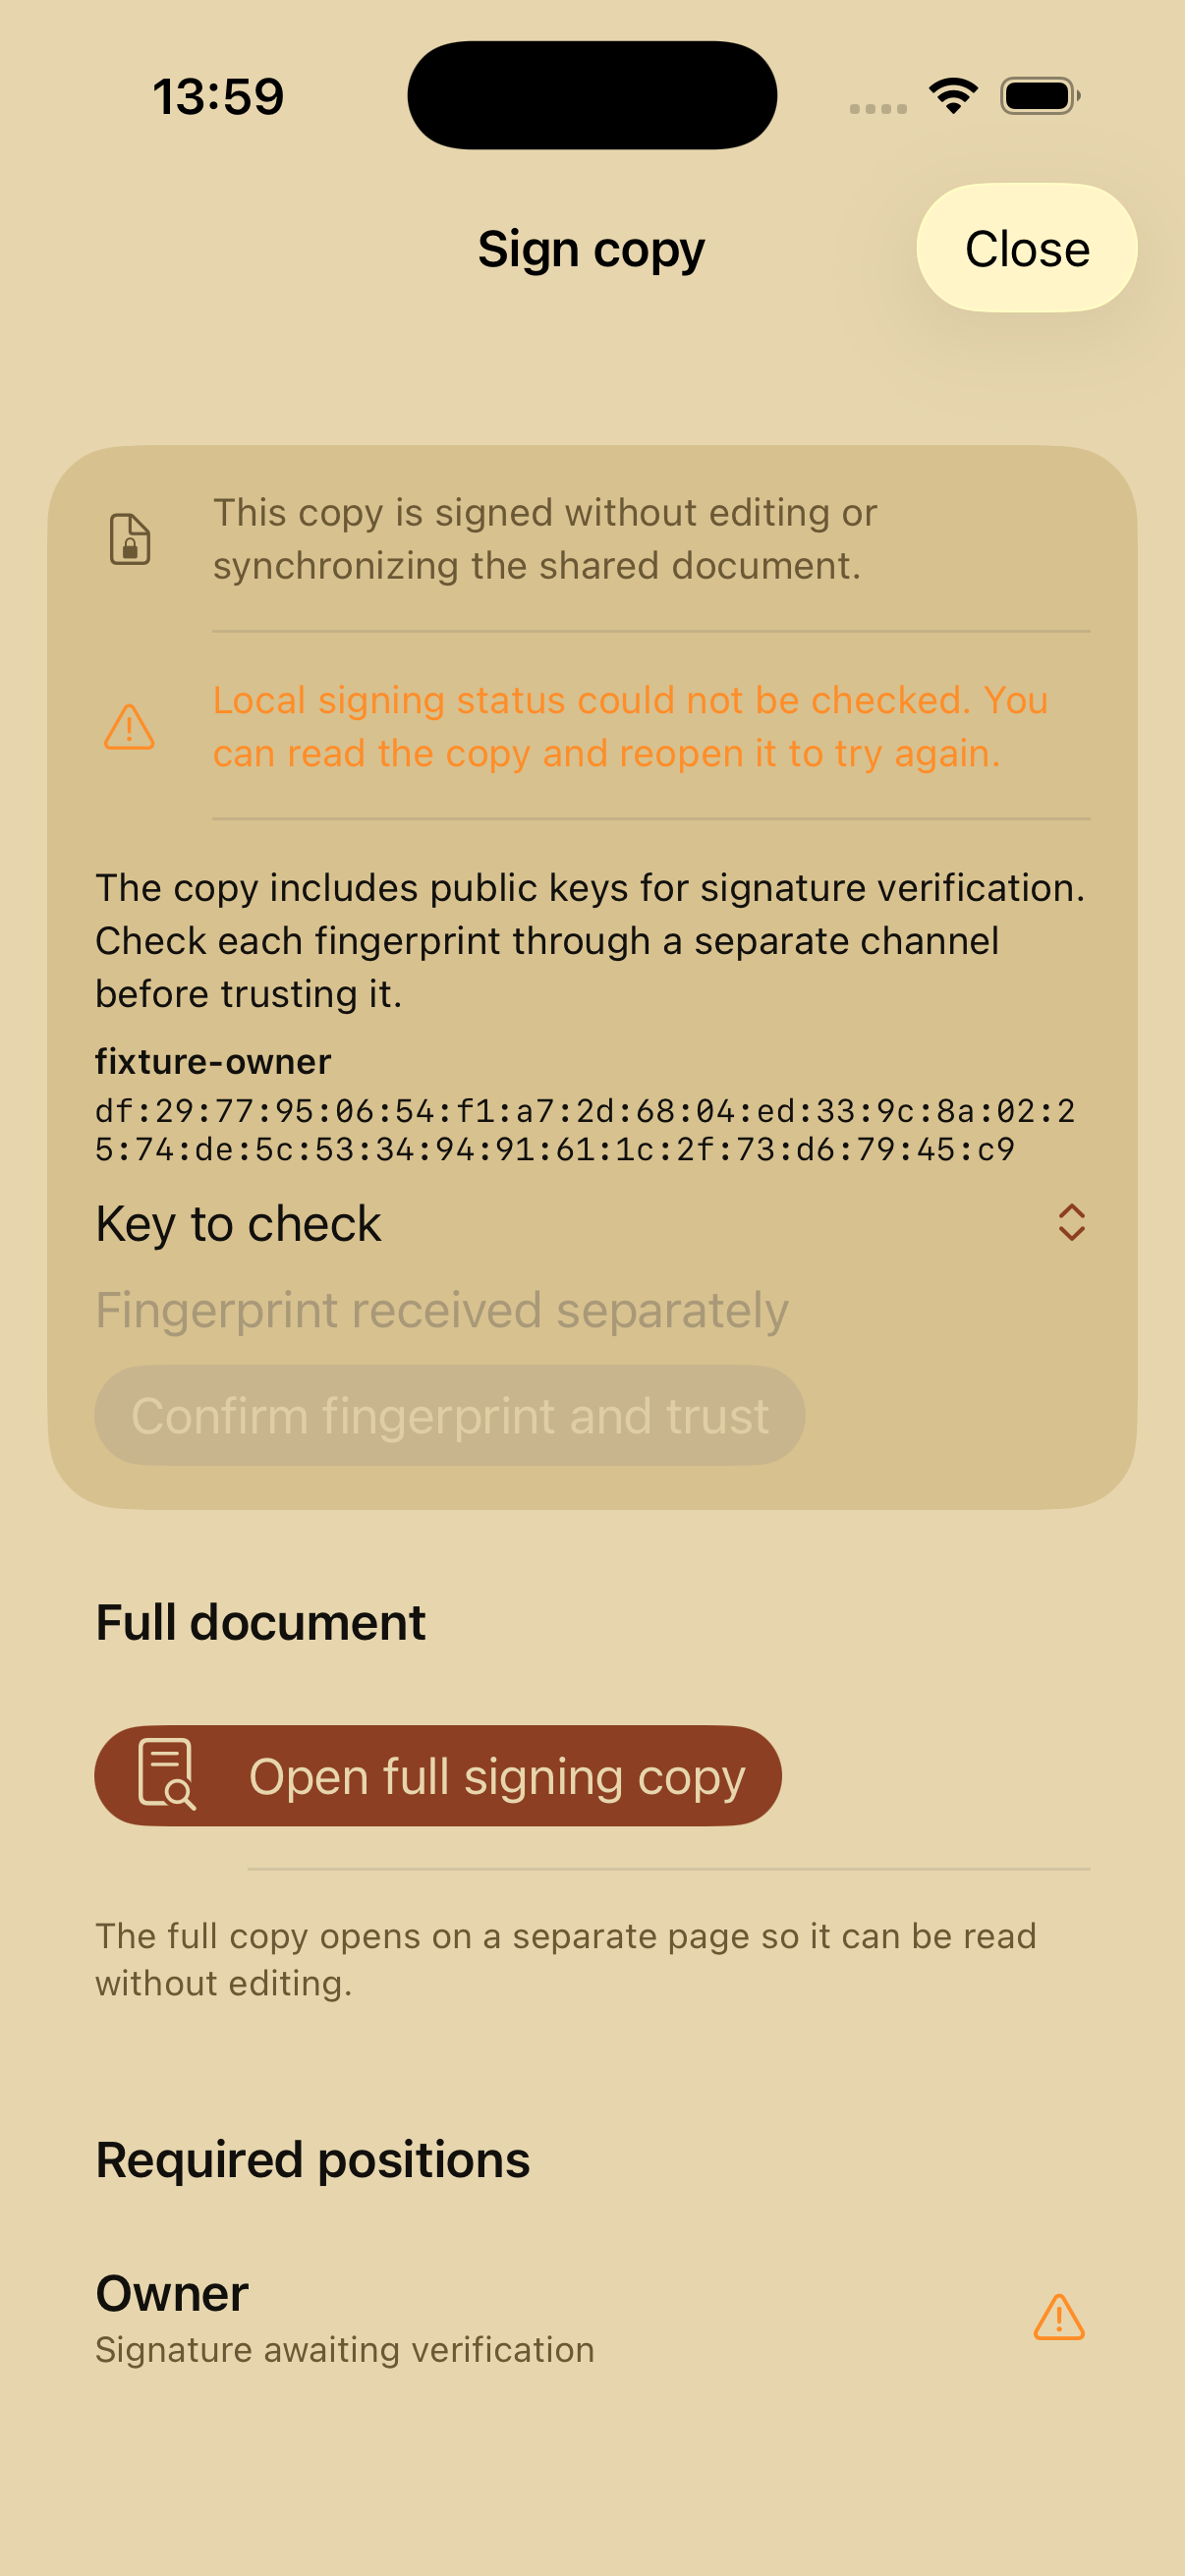 13:59
Sign copy
Close
This copy is signed without editing or
synchronizing the shared document.
Local signing status could not be checked. You
can read the copy and reopen it to try again.
The copy includes public keys for signature verification.
Check each fingerprint through a separate channel
before trusting it.
fixture-owner
df:29:77:95:06:54:f1:a7:2d:68:04:ed:33:9c:8a:02:2
5:74:de:5c:53:34:94:91:61:1c:2f:73:d6:79:45:c9
Key to check
Fingerprint received separately
Confirm fingerprint and trust
Full document
Open full signing copy
The full copy opens on a separate page so it can be read
without editing.
Required positions
Owner
Signature awaiting verification